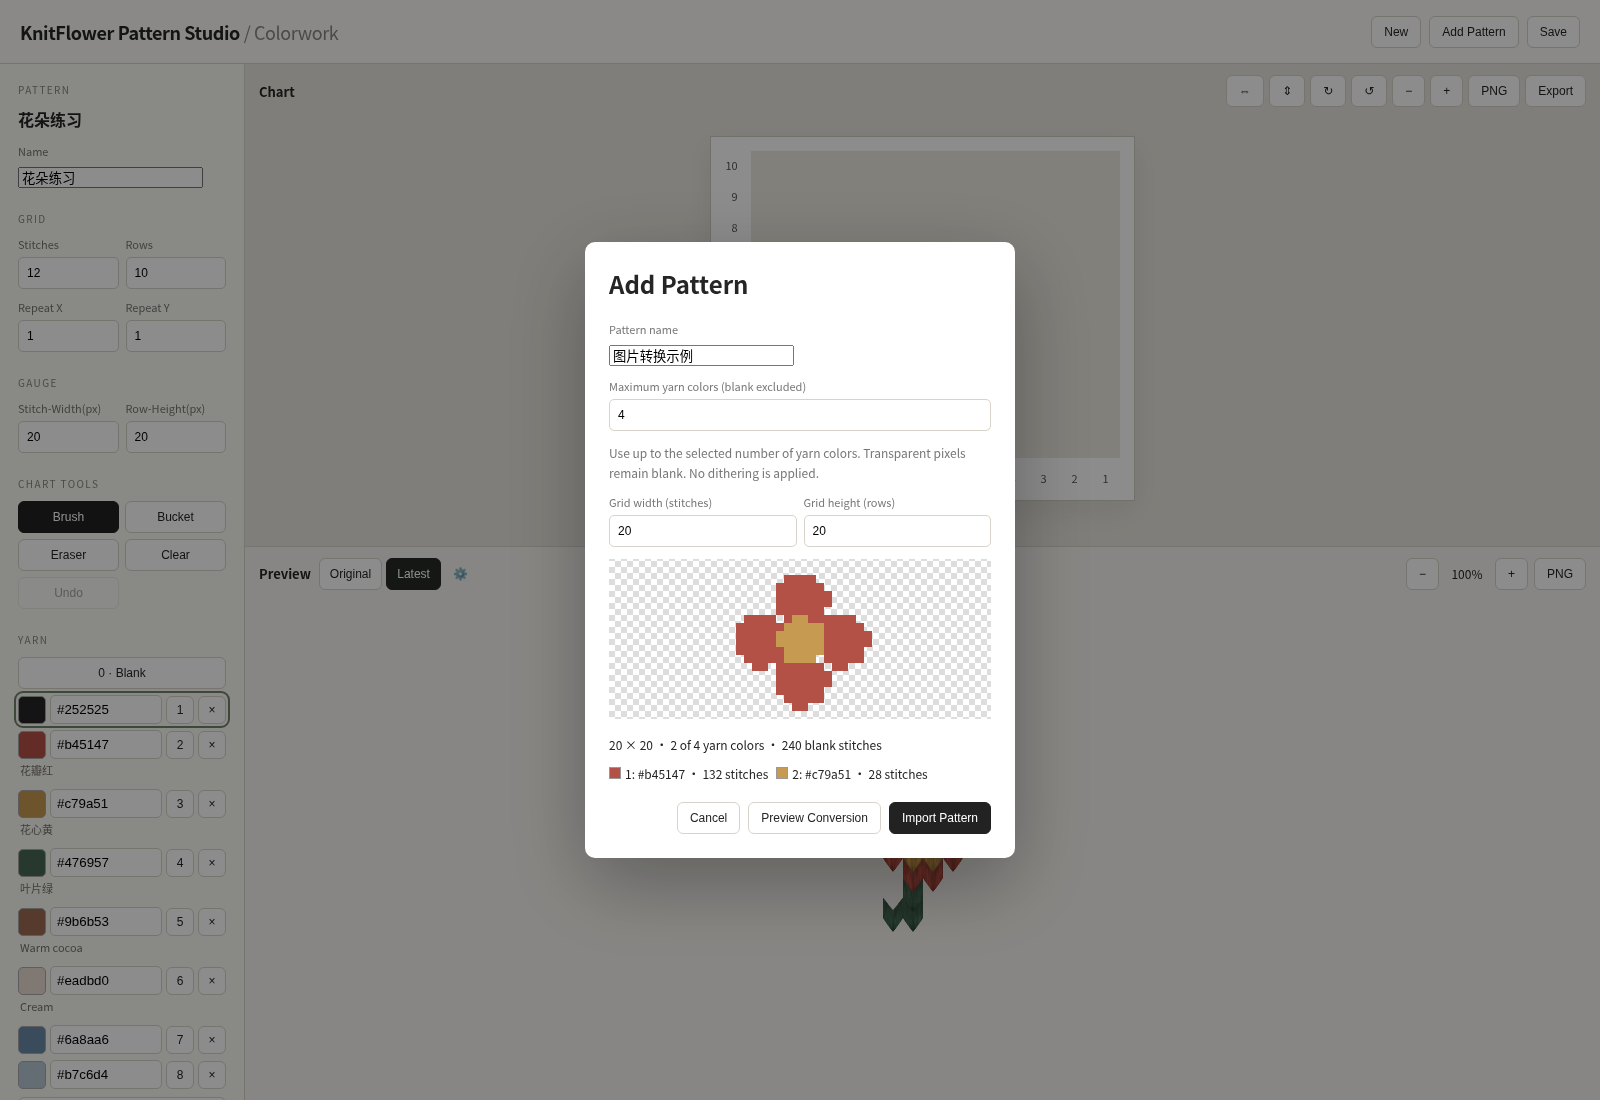 KnitFlower Pattern Studio / Colorwork
New
Add Pattern
Save
PATTERN
花朵练习
Name
花朵练习
GRID
Stitches
Rows
12
10
Repeat X
Repeat Y
1
1
GAUGE
Stitch-Width(px)
Row-Height(px)
20
20
CHART TOOLS
Brush
Bucket
Eraser
Clear
Undo
YARN
0 · Blank
#252525
1
×
#b45147
2
×
花瓣红
#c79a51
3
×
花心黄
#476957
4
×
叶片绿
#9b6b53
5
×
Warm cocoa
#eadbd0
6
×
Cream
#6a8aa6
7
×
#b7c6d4
8
×
Chart
↔
⇕
↻
↺
−
+
PNG
Export
10
9
8
3
2
1
Preview
Original
Latest
⚙️
−
100%
+
PNG
Add Pattern
Pattern name
图片转换示例
Maximum yarn colors (blank excluded)
4
Use up to the selected number of yarn colors. Transparent pixels
remain blank. No dithering is applied.
Grid width (stitches)
Grid height (rows)
20
20
20 × 20 · 2 of 4 yarn colors · 240 blank stitches
1: #b45147 · 132 stitches
2: #c79a51 · 28 stitches
Cancel
Preview Conversion
Import Pattern